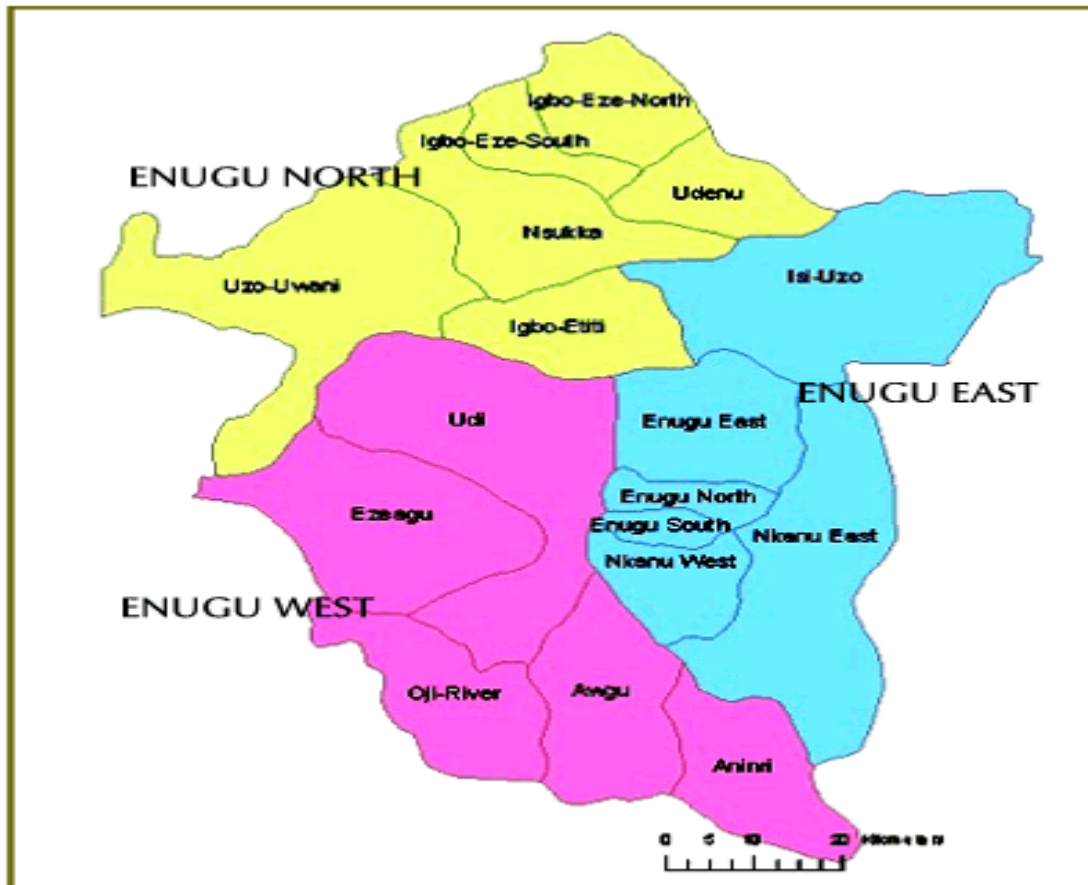 Igbo-Eze-North
Igbo-Eze-South
ENUGU NORTH
Udenu
Nsukka
Uzo-Uwani
Isi-Uzo
Igbo-Etiti
ENUGU EAST
Udi
Enugu East
Enugu North
Ezeagu
Enugu South
Nkanu East
Nkanu West
ENUGU WEST
Oji-River
Awgu
Aninri
0 5 10 20 Kilometers